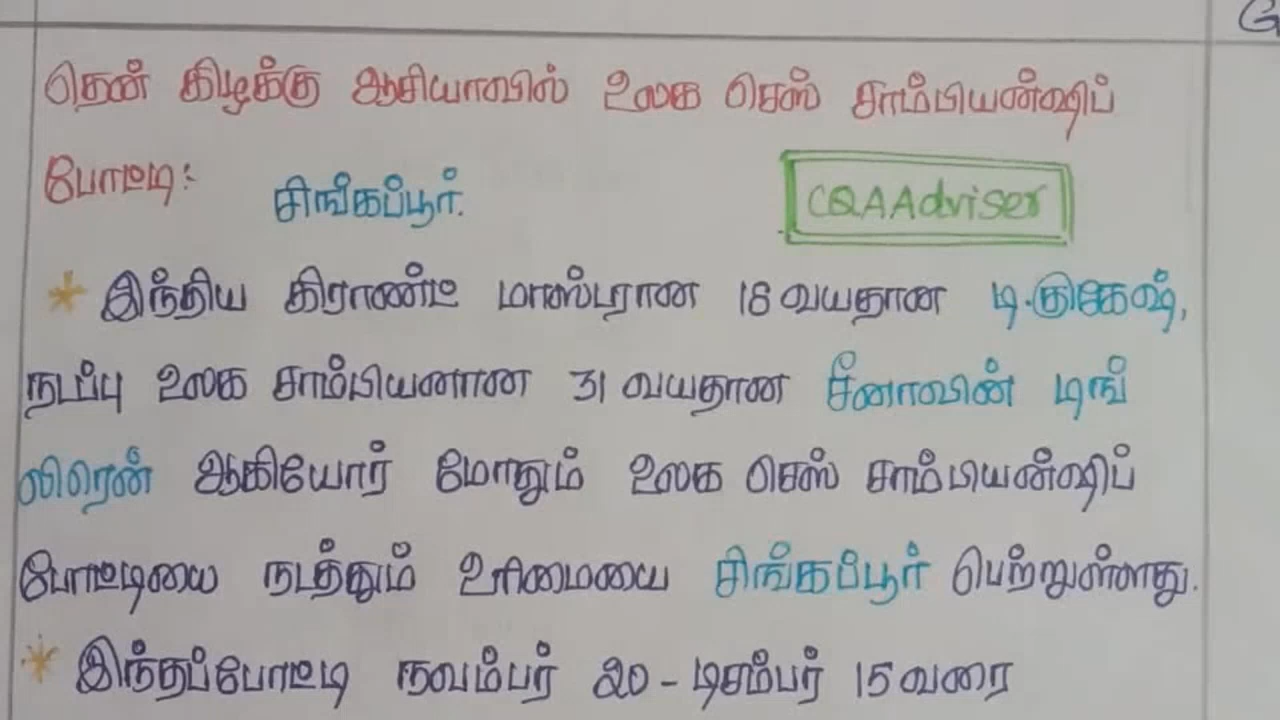 தென் கிழக்கு ஆசியாவில் உலக செஸ் சாம்பியன்ஷிப்
போட்டி: சிங்கப்பூர்.
CQAAdviser
* இந்திய கிராண்ட் மாஸ்டரான 18 வயதான டி.குகேஷ்,
நடப்பு உலக சாம்பியனான 31 வயதான சீனாவின் டிங்
லிரென் ஆகியோர் மோதும் உலக செஸ் சாம்பியன்ஷிப்
போட்டியை நடத்தும் உரிமையை சிங்கப்பூர் பெற்றுள்ளது.
* இந்தப்போட்டி நவம்பர் 20 - டிசம்பர் 15 வரை